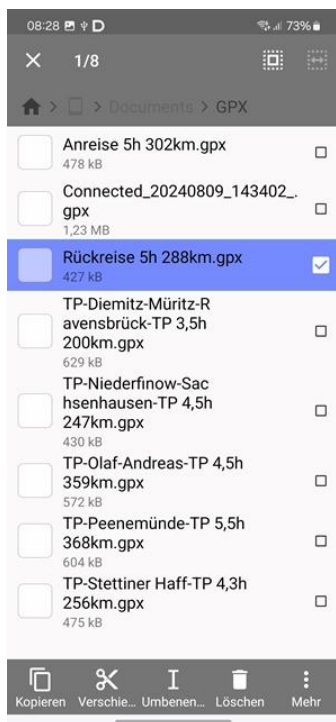 08:28 73%
1/8
> > Documents > GPX
Anreise 5h 302km.gpx
478 kB
Connected_20240809_143402_.
gpx
1,23 MB
Rückreise 5h 288km.gpx
427 kB
TP-Diemitz-Müritz-R
avensbrück-TP 3,5h
200km.gpx
629 kB
TP-Niederfinow-Sac
hsenhausen-TP 4,5h
247km.gpx
430 kB
TP-Olaf-Andreas-TP 4,5h
359km.gpx
572 kB
TP-Peenemünde-TP 5,5h
368km.gpx
604 kB
TP-Stettiner Haff-TP 4,3h
256km.gpx
475 kB
Kopieren Verschie... Umbenen... Löschen Mehr